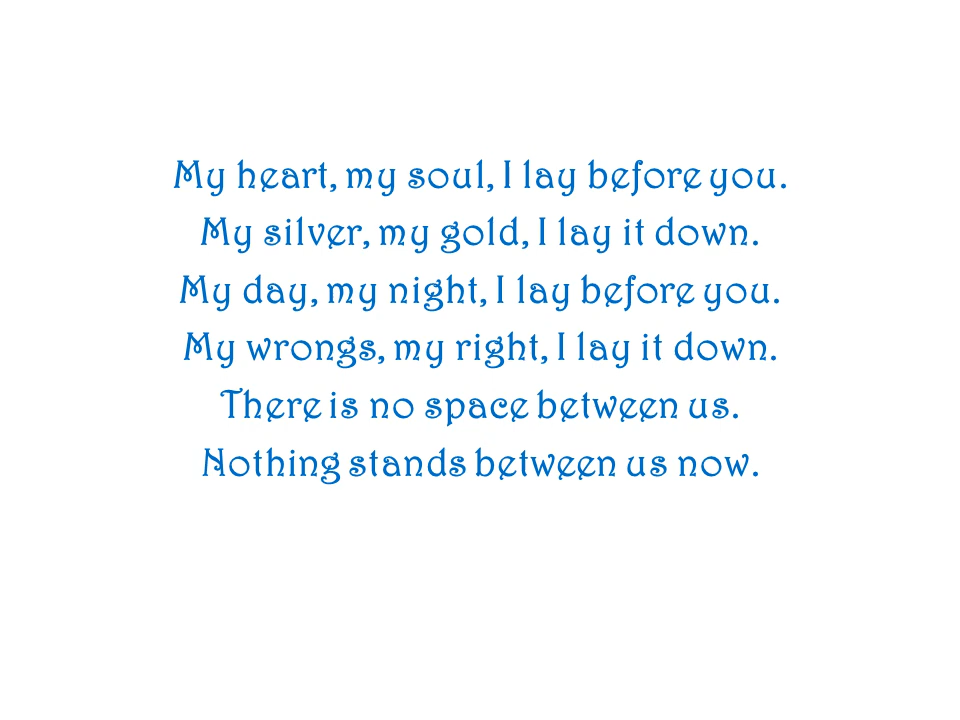 My heart, my soul, I lay before you.
My silver, my gold, I lay it down.
My day, my night, I lay before you.
My wrongs, my right, I lay it down.
There is no space between us.
Nothing stands between us now.